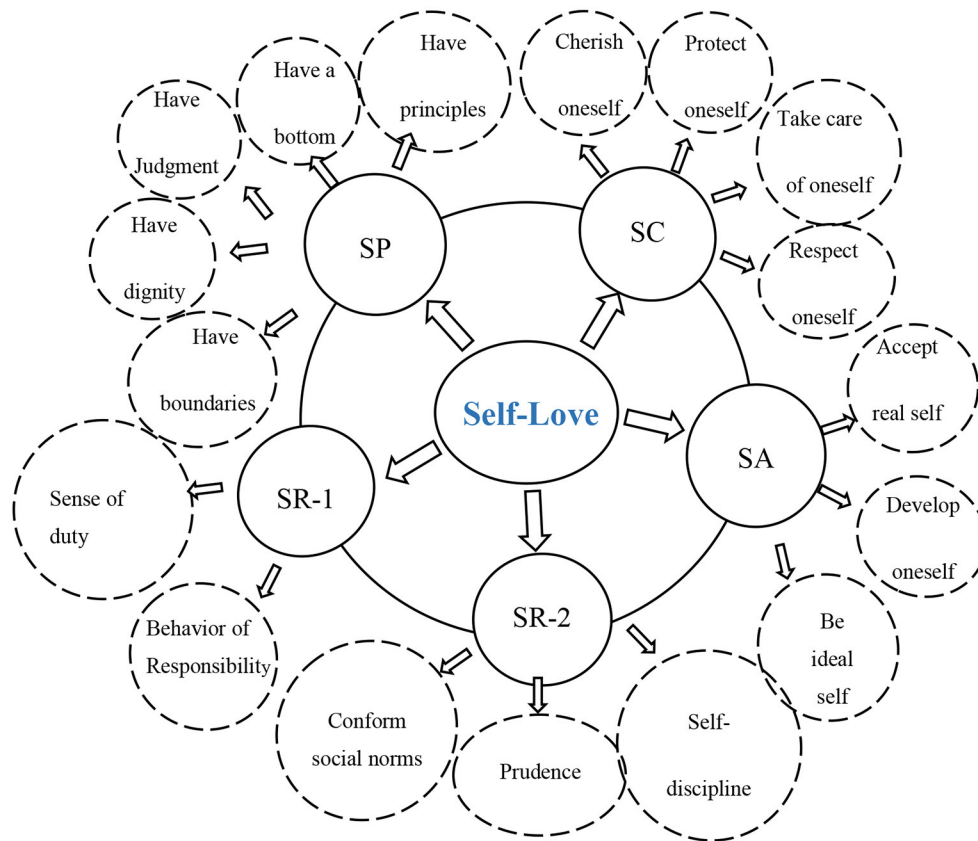 Have
principles
Cherish
oneself
Protect
oneself
Have a
bottom
Have
Judgment
Take care
of oneself
Have
dignity
SP
SC
Respect
oneself
Have
boundaries
Accept
real self
Self-Love
SA
SR-1
Sense of
duty
Develop
oneself
SR-2
Behavior of
Responsibility
Be
ideal
self
Conform
social norms
Prudence
Self-
discipline